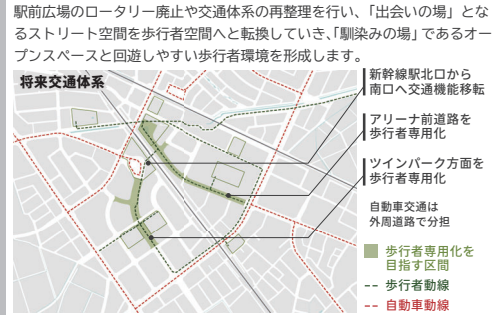 駅前広場のロータリー廃止や交通体系の再整理を行い、「出会いの場」とな
るストリート空間を歩行者空間へと転換していき、「馴染みの場」であるオー
プンスペースと回遊しやすい歩行者環境を形成します。
将来交通体系
新幹線駅北口から
南口へ交通機能移転
アリーナ前道路を
歩行者専用化
ツインパーク方面を
歩行者専用化
自動車交通は
外周道路で分担
歩行者専用化を
目指す区間
-- 歩行者動線
-- 自動車動線